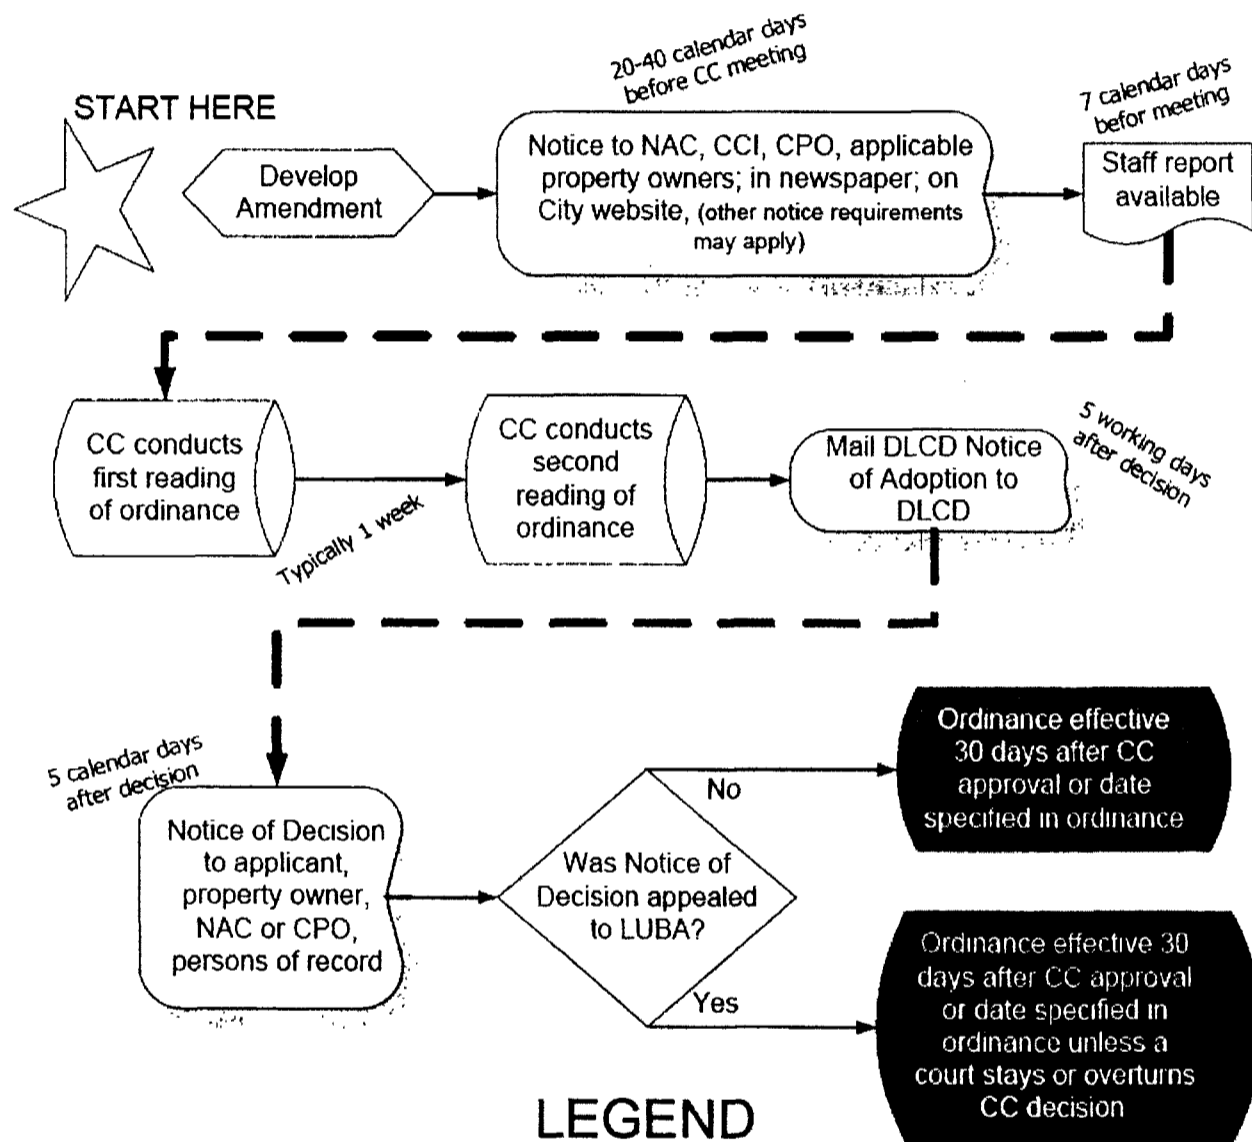 START HERE
Develop
Amendment
20-40 calendar days
before CC meeting
Notice to NAC, CCI, CPO, applicable
property owners; in newspaper; on
City website, (other notice requirements
may apply)
7 calendar days
befor meeting
Staff report
available
CC conducts
first reading
of ordinance
Typically 1 week
CC conducts
second
reading of
ordinance
Mail DLCD Notice
of Adoption to
DLCD
5 working days
after decision
5 calendar days
after decision
Notice of Decision
to applicant,
property owner,
NAC or CPO,
persons of record
Was Notice of
Decision appealed
to LUBA?
No
Ordinance effective
30 days after CC
approval or date
specified in ordinance
Yes
Ordinance effective 30
days after CC approval
or date specified in
ordinance unless a
court stays or overturns
CC decision
LEGEND